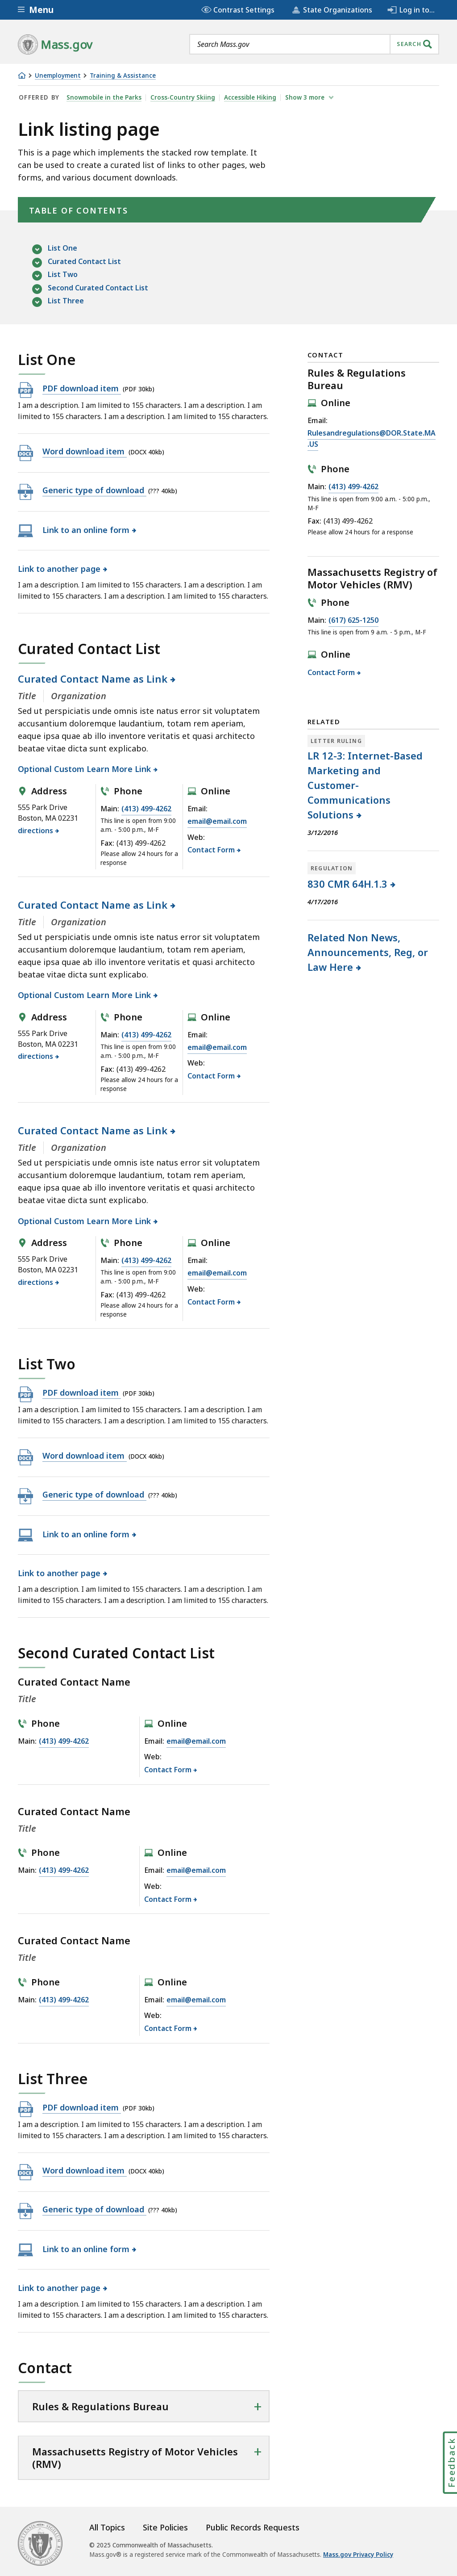 Menu
Contrast Settings
State Organizations
Log in to...
Mass.gov
Search Mass.gov
SEARCH
Unemployment
Training & Assistance
OFFERED BY Snowmobile in the Parks Cross-Country Skiing Accessible Hiking Show 3 more
Link listing page
This is a page which implements the stacked row template. It
can be used to create a curated list of links to other pages, web
forms, and various document downloads.
TABLE OF CONTENTS
List One
Curated Contact List
List Two
Second Curated Contact List
List Three
List One
PDF download item (PDF 30kb)
I am a description. I am limited to 155 characters. I am a description. I am
limited to 155 characters. I am a description. I am limited to 155 characters.
Word download item (DOCX 40kb)
Generic type of download (??? 40kb)
Link to an online form
Link to another page
I am a description. I am limited to 155 characters. I am a description. I am
limited to 155 characters. I am a description. I am limited to 155 characters.
Curated Contact List
Curated Contact Name as Link
Title Organization
Sed ut perspiciatis unde omnis iste natus error sit voluptatem
accusantium doloremque laudantium, totam rem aperiam,
eaque ipsa quae ab illo inventore veritatis et quasi architecto
beatae vitae dicta sunt explicabo.
Optional Custom Learn More Link
Address
555 Park Drive
Boston, MA 02231
directions
Phone
Main: (413) 499-4262
This line is open from 9:00
a.m. - 5:00 p.m., M-F
Fax: (413) 499-4262
Please allow 24 hours for a
response
Online
Email:
email@email.com
Web:
Contact Form
Curated Contact Name as Link
Title Organization
Sed ut perspiciatis unde omnis iste natus error sit voluptatem
accusantium doloremque laudantium, totam rem aperiam,
eaque ipsa quae ab illo inventore veritatis et quasi architecto
beatae vitae dicta sunt explicabo.
Optional Custom Learn More Link
Address
555 Park Drive
Boston, MA 02231
directions
Phone
Main: (413) 499-4262
This line is open from 9:00
a.m. - 5:00 p.m., M-F
Fax: (413) 499-4262
Please allow 24 hours for a
response
Online
Email:
email@email.com
Web:
Contact Form
Curated Contact Name as Link
Title Organization
Sed ut perspiciatis unde omnis iste natus error sit voluptatem
accusantium doloremque laudantium, totam rem aperiam,
eaque ipsa quae ab illo inventore veritatis et quasi architecto
beatae vitae dicta sunt explicabo.
Optional Custom Learn More Link
Address
555 Park Drive
Boston, MA 02231
directions
Phone
Main: (413) 499-4262
This line is open from 9:00
a.m. - 5:00 p.m., M-F
Fax: (413) 499-4262
Please allow 24 hours for a
response
Online
Email:
email@email.com
Web:
Contact Form
List Two
PDF download item (PDF 30kb)
I am a description. I am limited to 155 characters. I am a description. I am
limited to 155 characters. I am a description. I am limited to 155 characters.
Word download item (DOCX 40kb)
Generic type of download (??? 40kb)
Link to an online form
Link to another page
I am a description. I am limited to 155 characters. I am a description. I am
limited to 155 characters. I am a description. I am limited to 155 characters.
Second Curated Contact List
Curated Contact Name
Title
Phone
Main: (413) 499-4262
Online
Email: email@email.com
Web:
Contact Form
Curated Contact Name
Title
Phone
Main: (413) 499-4262
Online
Email: email@email.com
Web:
Contact Form
Curated Contact Name
Title
Phone
Main: (413) 499-4262
Online
Email: email@email.com
Web:
Contact Form
List Three
PDF download item (PDF 30kb)
I am a description. I am limited to 155 characters. I am a description. I am
limited to 155 characters. I am a description. I am limited to 155 characters.
Word download item (DOCX 40kb)
Generic type of download (??? 40kb)
Link to an online form
Link to another page
I am a description. I am limited to 155 characters. I am a description. I am
limited to 155 characters. I am a description. I am limited to 155 characters.
Contact
Rules & Regulations Bureau
Massachusetts Registry of Motor Vehicles
(RMV)
CONTACT
Rules & Regulations
Bureau
Online
Email:
Rulesandregulations@DOR.State.MA
.US
Phone
Main: (413) 499-4262
This line is open from 9:00 a.m. - 5:00 p.m.,
M-F
Fax: (413) 499-4262
Please allow 24 hours for a response
Massachusetts Registry of
Motor Vehicles (RMV)
Phone
Main: (617) 625-1250
This line is open from 9 a.m. - 5 p.m., M-F
Online
Contact Form
RELATED
LETTER RULING
LR 12-3: Internet-Based
Marketing and
Customer-
Communications
Solutions
3/12/2016
REGULATION
830 CMR 64H.1.3
4/17/2016
Related Non News,
Announcements, Reg, or
Law Here
Feedback
All Topics Site Policies Public Records Requests
© 2025 Commonwealth of Massachusetts.
Mass.gov® is a registered service mark of the Commonwealth of Massachusetts. Mass.gov Privacy Policy